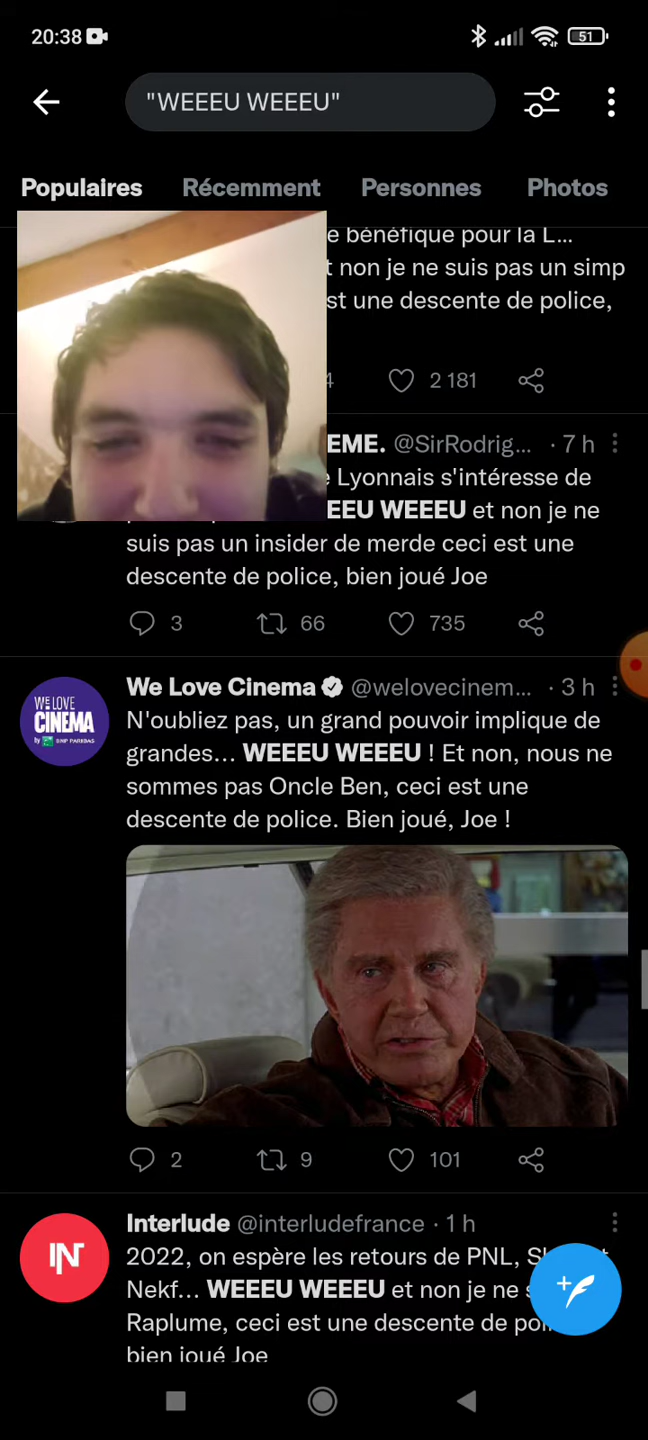 20:38
51
"WEEEU WEEEU"
Populaires Récemment Personnes Photos
e bénéfique pour la L...
t non je ne suis pas un simp
st une descente de police,
4 2 181
EME. @SirRodrig... · 7 h
e Lyonnais s'intéresse de
EEU WEEEU et non je ne
suis pas un insider de merde ceci est une
descente de police, bien joué Joe
3 66 735
We Love Cinema @welovecinem... · 3 h
WE LOVE
CINEMA
by BNP PARIBAS
N'oubliez pas, un grand pouvoir implique de
grandes... WEEEU WEEEU ! Et non, nous ne
sommes pas Oncle Ben, ceci est une
descente de police. Bien joué, Joe !
2 9 101
IN
Interlude @interludefrance · 1 h
2022, on espère les retours de PNL,
Nekf... WEEEU WEEEU et non je ne
Raplume, ceci est une descente de
bien joué Joe